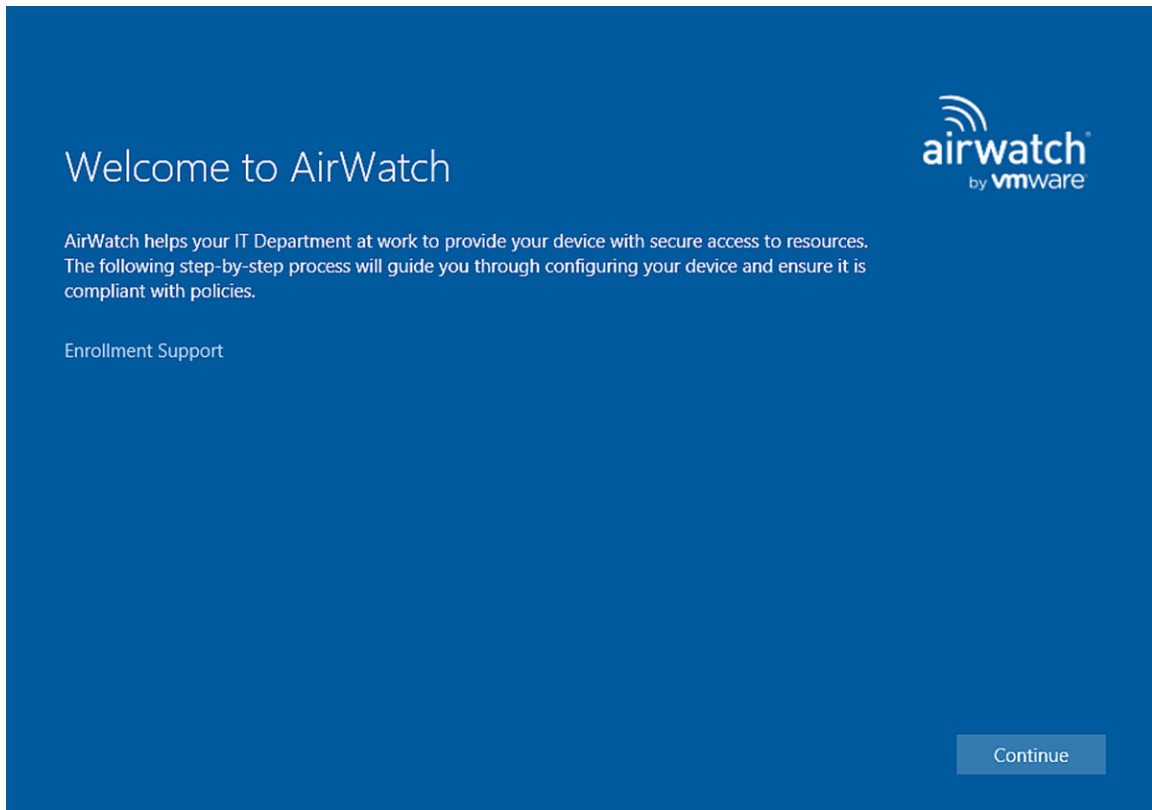 airwatch
by vmware
Welcome to AirWatch
AirWatch helps your IT Department at work to provide your device with secure access to resources.
The following step-by-step process will guide you through configuring your device and ensure it is
compliant with policies.
Enrollment Support
Continue